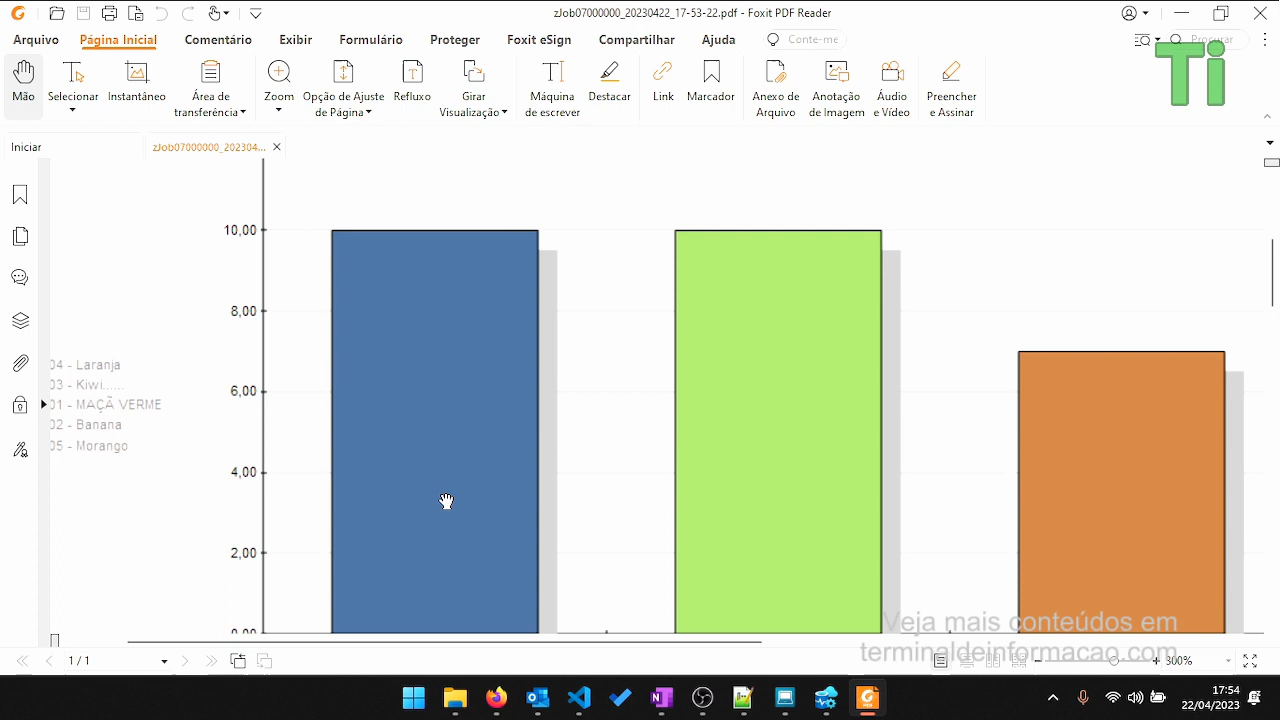 zJob07000000_20230422_17-53-22.pdf - Foxit PDF Reader
Arquivo
Página Inicial
Comentário
Exibir
Formulário
Proteger
Foxit eSign
Compartilhar
Ajuda
Conte-me
Procurar
Ti
Mão
Selecionar
Instantâneo
Área de
transferência
Zoom
Opção de Ajuste
de Página
Refluxo
Girar
Visualização
Máquina
de escrever
Destacar
Link
Marcador
Anexo de
Arquivo
Anotação
de Imagem
Áudio
e Vídeo
Preencher
e Assinar
Iniciar
zJob07000000_202304...
10,00
8,00
6,00
4,00
2,00
0,00
04 - Laranja
03 - Kiwi......
01 - MAÇÃ VERME
02 - Banana
05 - Morango
Veja mais conteúdos em
terminaldeinformacao.com
1 / 1
300%
17:54
22/04/2023